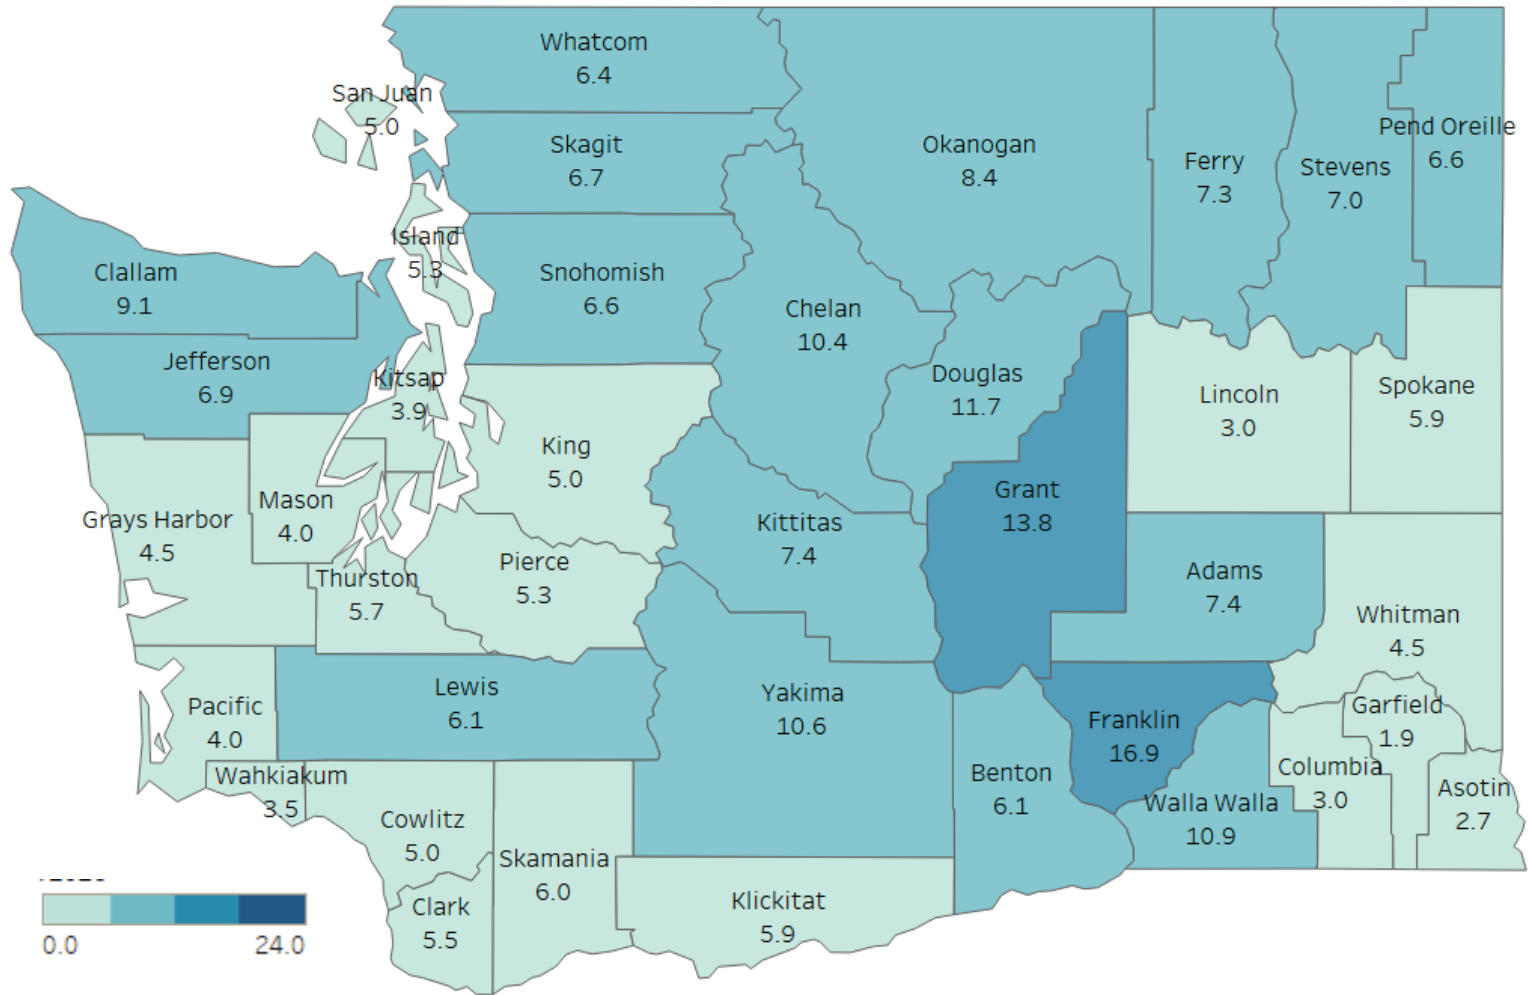 Whatcom
6.4
San Juan
5.0
Skagit
6.7
Okanogan
8.4
Ferry
7.3
Stevens
7.0
Pend Oreille
6.6
Island
5.3
Clallam
9.1
Snohomish
6.6
Chelan
10.4
Jefferson
6.9
Kitsap
3.9
Douglas
11.7
Lincoln
3.0
Spokane
5.9
King
5.0
Grant
13.8
Mason
4.0
Grays Harbor
4.5
Kittitas
7.4
Pierce
5.3
Thurston
5.7
Adams
7.4
Whitman
4.5
Lewis
6.1
Yakima
10.6
Pacific
4.0
Franklin
16.9
Garfield
1.9
Wahkiakum
3.5
Benton
6.1
Columbia
3.0
Asotin
2.7
Walla Walla
10.9
Cowlitz
5.0
Skamania
6.0
Clark
5.5
Klickitat
5.9
0.0 24.0